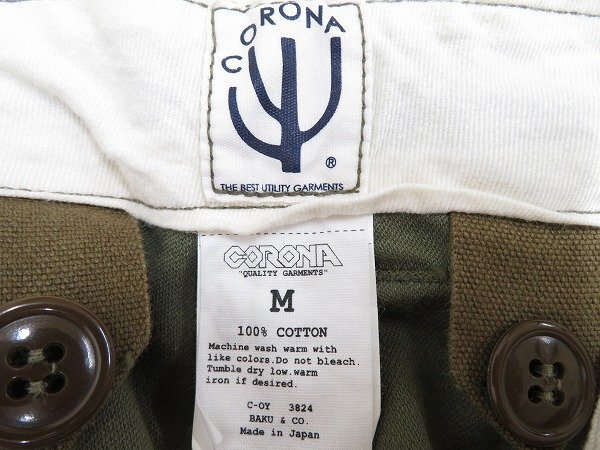 CORONA
®
THE BEST UTILITY GARMENTS
CORONA
"QUALITY GARMENTS"
M
100% COTTON
Machine wash warm with
like colors.Do not bleach.
Tumble dry low.warm
iron if desired.
C-OY 3824
BAKU & CO.
Made in Japan